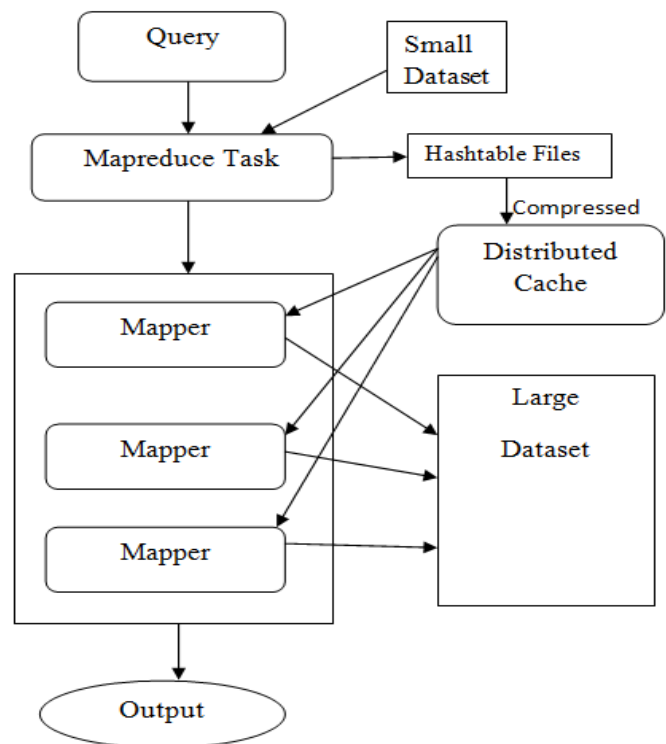 Query
Small
Dataset
Mapreduce Task
Hashtable Files
Compressed
Distributed
Cache
Mapper
Large
Dataset
Mapper
Mapper
Output